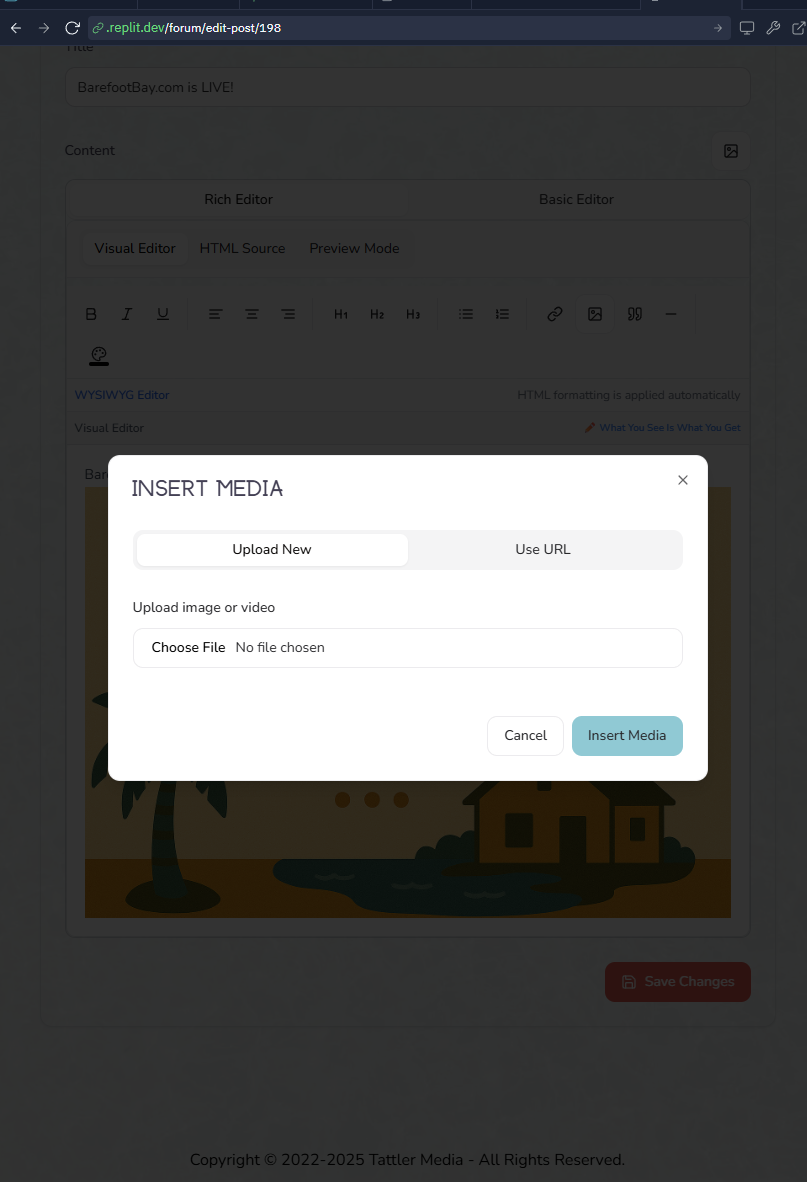 .replit.dev/forum/edit-post/198
Title
BarefootBay.com is LIVE!
Content
Rich Editor
Basic Editor
Visual Editor
HTML Source
Preview Mode
B I U
H1 H2 H3
WYSIWYG Editor
HTML formatting is applied automatically
Visual Editor
What You See Is What You Get
Bar
INSERT MEDIA
Upload New
Use URL
Upload image or video
Choose File No file chosen
Cancel
Insert Media
Save Changes
Copyright © 2022-2025 Tattler Media - All Rights Reserved.